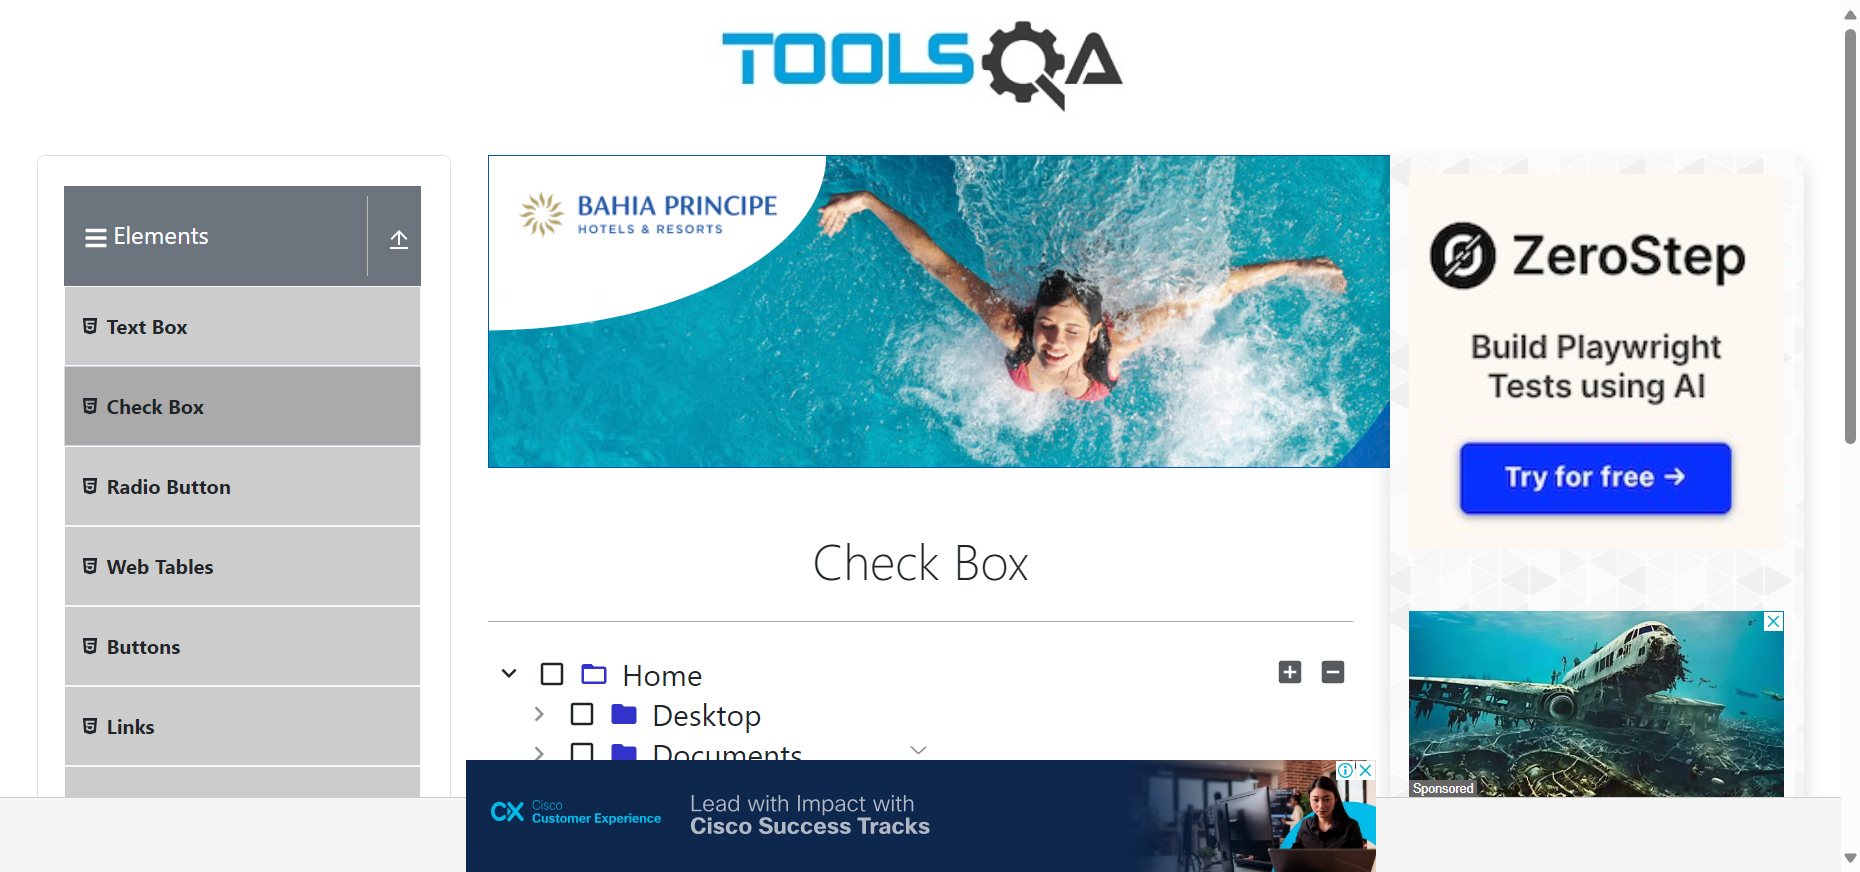 TOOLSQA
Elements
Text Box
Check Box
Radio Button
Web Tables
Buttons
Links
BAHIA PRINCIPE
HOTELS & RESORTS
Check Box
Home
Desktop
Documents
ZeroStep
Build Playwright
Tests using AI
Try for free →
Sponsored
CX Cisco
Customer Experience
Lead with Impact with
Cisco Success Tracks